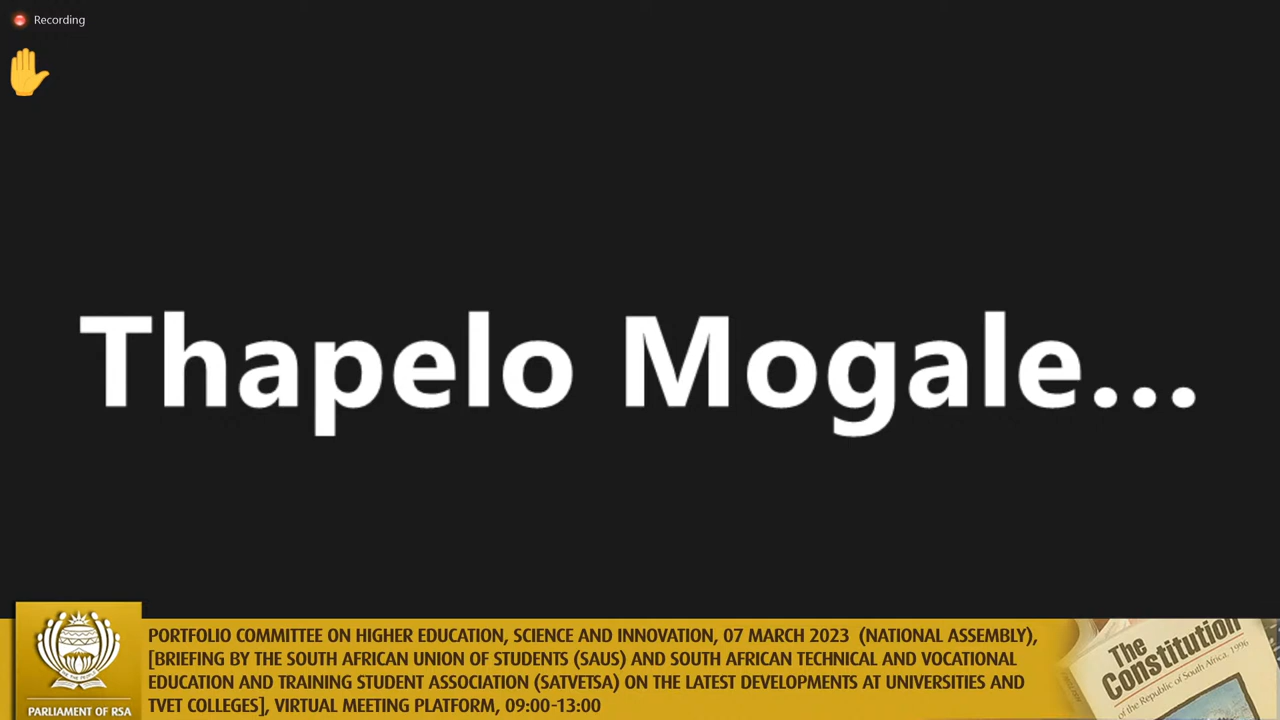 Recording
Thapelo Mogale...
PORTFOLIO COMMITTEE ON HIGHER EDUCATION, SCIENCE AND INNOVATION, 07 MARCH 2023 (NATIONAL ASSEMBLY),
[BRIEFING BY THE SOUTH AFRICAN UNION OF STUDENTS (SAUS) AND SOUTH AFRICAN TECHNICAL AND VOCATIONAL
EDUCATION AND TRAINING STUDENT ASSOCIATION (SATVETSA) ON THE LATEST DEVELOPMENTS AT UNIVERSITIES AND
TVET COLLEGES], VIRTUAL MEETING PLATFORM, 09:00-13:00
PARLIAMENT OF RSA
The
Constitution
of the Republic of South Africa, 1996